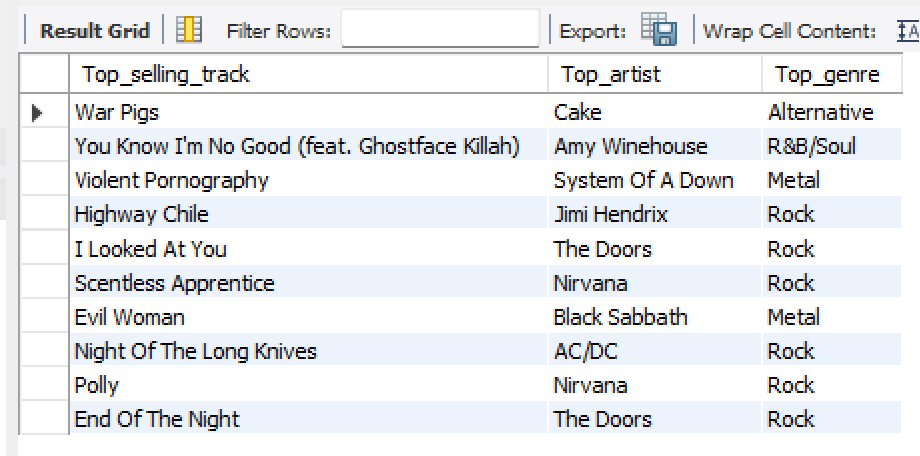 Result Grid Filter Rows: Export: Wrap Cell Content: IA
Top_selling_track Top_artist Top_genre
War Pigs Cake Alternative
You Know I'm No Good (feat. Ghostface Killah) Amy Winehouse R&B/Soul
Violent Pornography System Of A Down Metal
Highway Chile Jimi Hendrix Rock
I Looked At You The Doors Rock
Scentless Apprentice Nirvana Rock
Evil Woman Black Sabbath Metal
Night Of The Long Knives AC/DC Rock
Polly Nirvana Rock
End Of The Night The Doors Rock